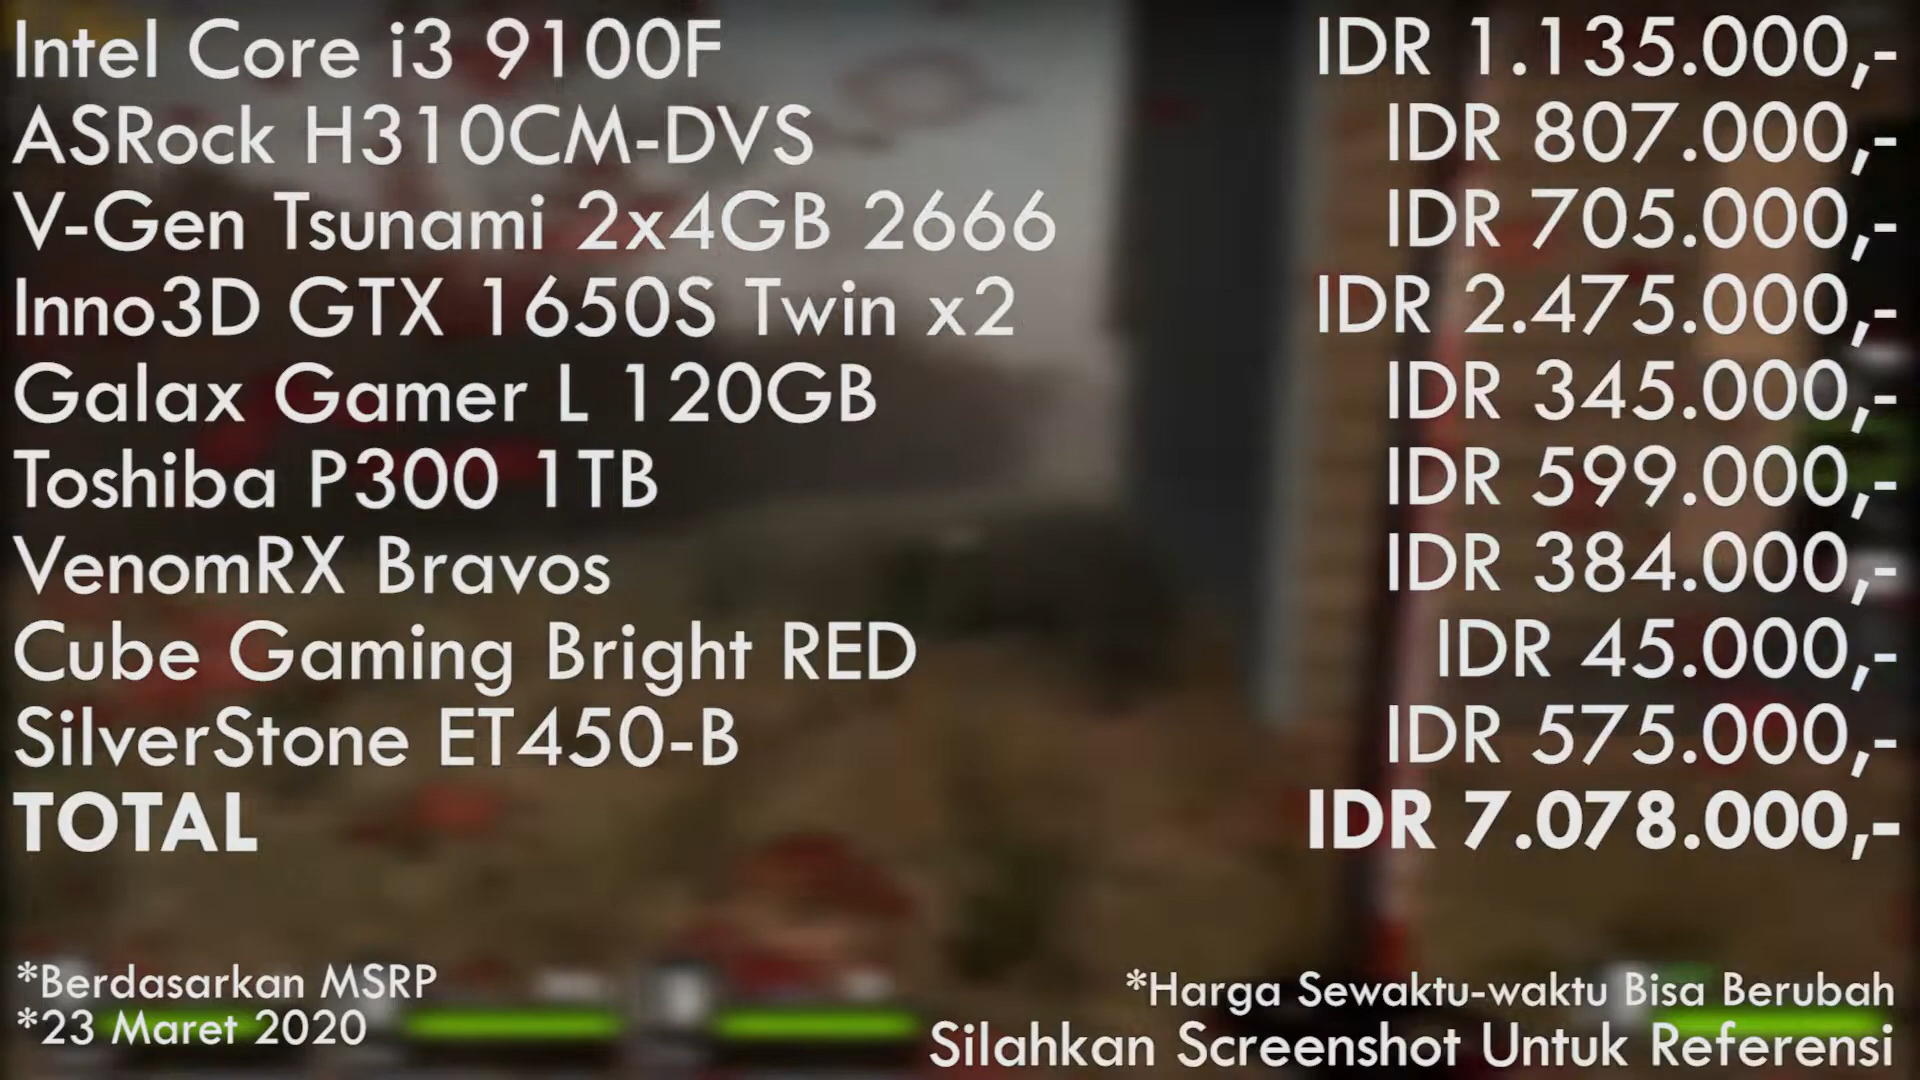 Intel Core i3 9100F IDR 1.135.000,-
ASRock H310CM-DVS IDR 807.000,-
V-Gen Tsunami 2x4GB 2666 IDR 705.000,-
Inno3D GTX 1650S Twin x2 IDR 2.475.000,-
Galax Gamer L 120GB IDR 345.000,-
Toshiba P300 1TB IDR 599.000,-
VenomRX Bravos IDR 384.000,-
Cube Gaming Bright RED IDR 45.000,-
SilverStone ET450-B IDR 575.000,-
TOTAL IDR 7.078.000,-
*Berdasarkan MSRP
*23 Maret 2020
*Harga Sewaktu-waktu Bisa Berubah
Silahkan Screenshot Untuk Referensi